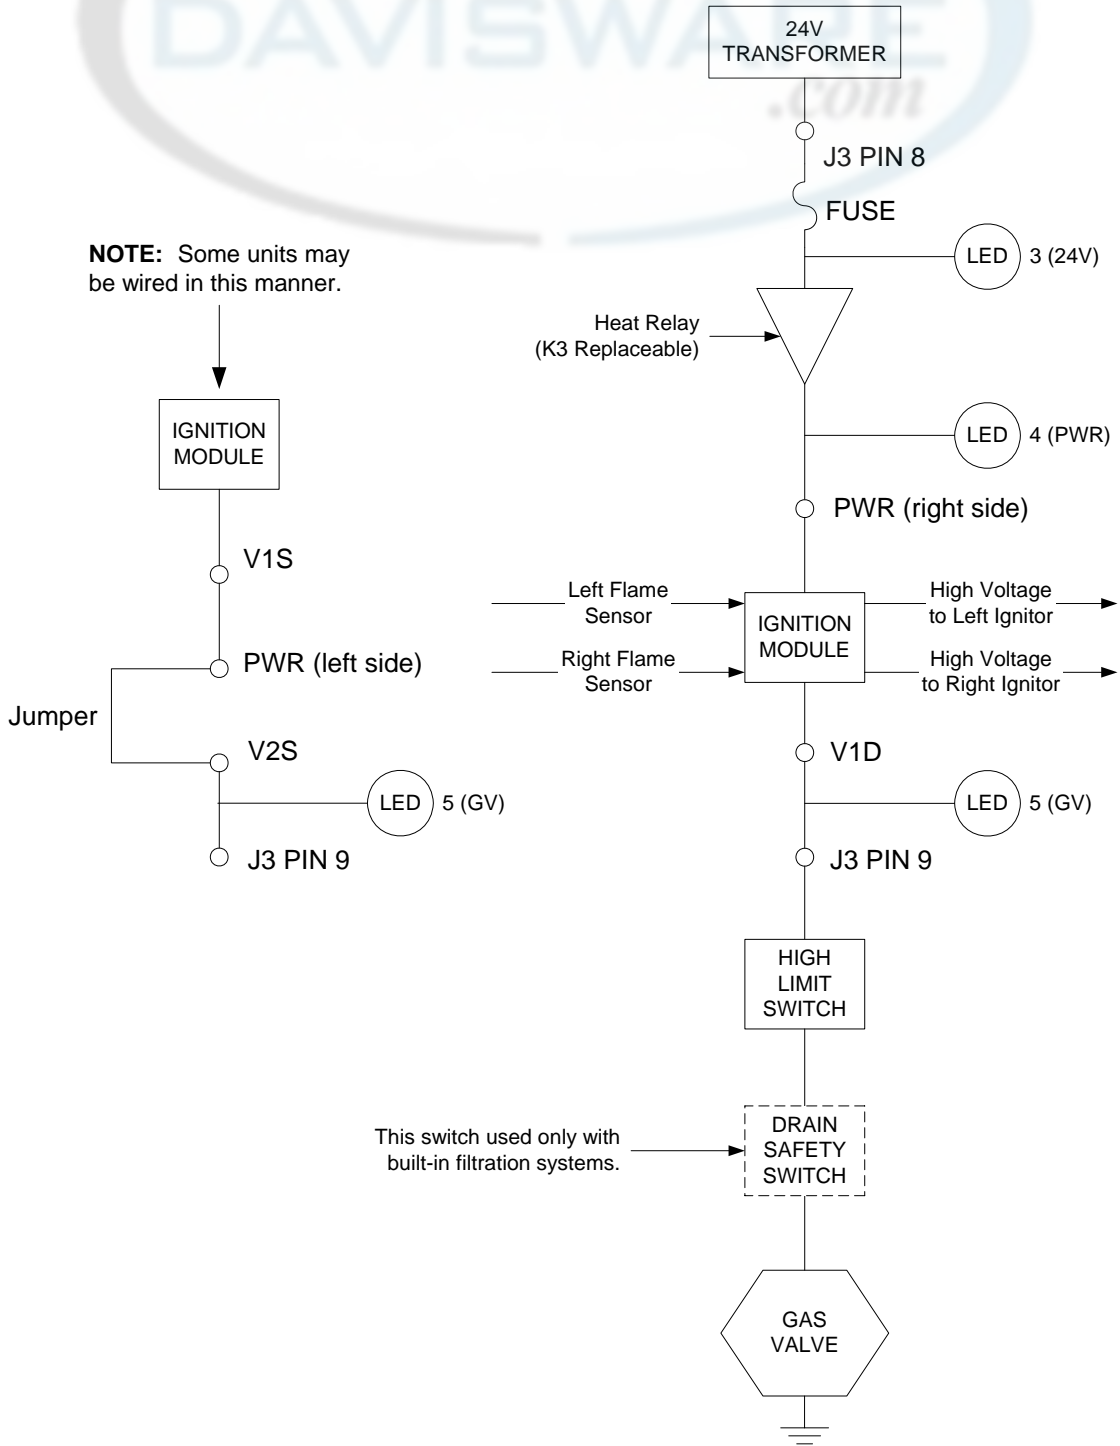 DAVISWARE
.com
24V
TRANSFORMER
J3 PIN 8
FUSE
LED 3 (24V)
NOTE: Some units may
be wired in this manner.
Heat Relay
(K3 Replaceable)
LED 4 (PWR)
PWR (right side)
IGNITION
MODULE
V1S
PWR (left side)
Jumper
V2S
LED 5 (GV)
J3 PIN 9
Left Flame
Sensor
Right Flame
Sensor
IGNITION
MODULE
High Voltage
to Left Ignitor
High Voltage
to Right Ignitor
V1D
LED 5 (GV)
J3 PIN 9
HIGH
LIMIT
SWITCH
This switch used only with
built-in filtration systems.
DRAIN
SAFETY
SWITCH
GAS
VALVE